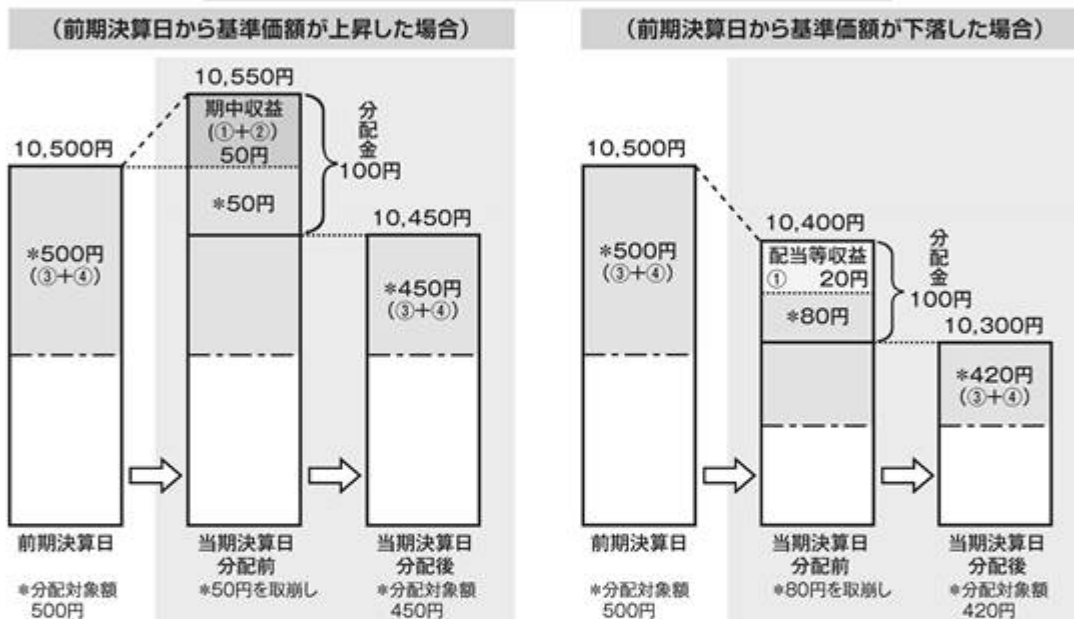 (前期決算日から基準価額が上昇した場合)
10,550円
期中収益
(①+②)
50円
*50円
分配金
100円
10,500円
*500円
(③+④)
10,450円
*450円
(③+④)
前期決算日
*分配対象額
500円
当期決算日
分配前
*50円を取崩し
当期決算日
分配後
*分配対象額
450円
(前期決算日から基準価額が下落した場合)
10,500円
*500円
(③+④)
10,400円
配当等収益
① 20円
*80円
分配金
100円
10,300円
*420円
(③+④)
前期決算日
*分配対象額
500円
当期決算日
分配前
*80円を取崩し
当期決算日
分配後
*分配対象額
420円